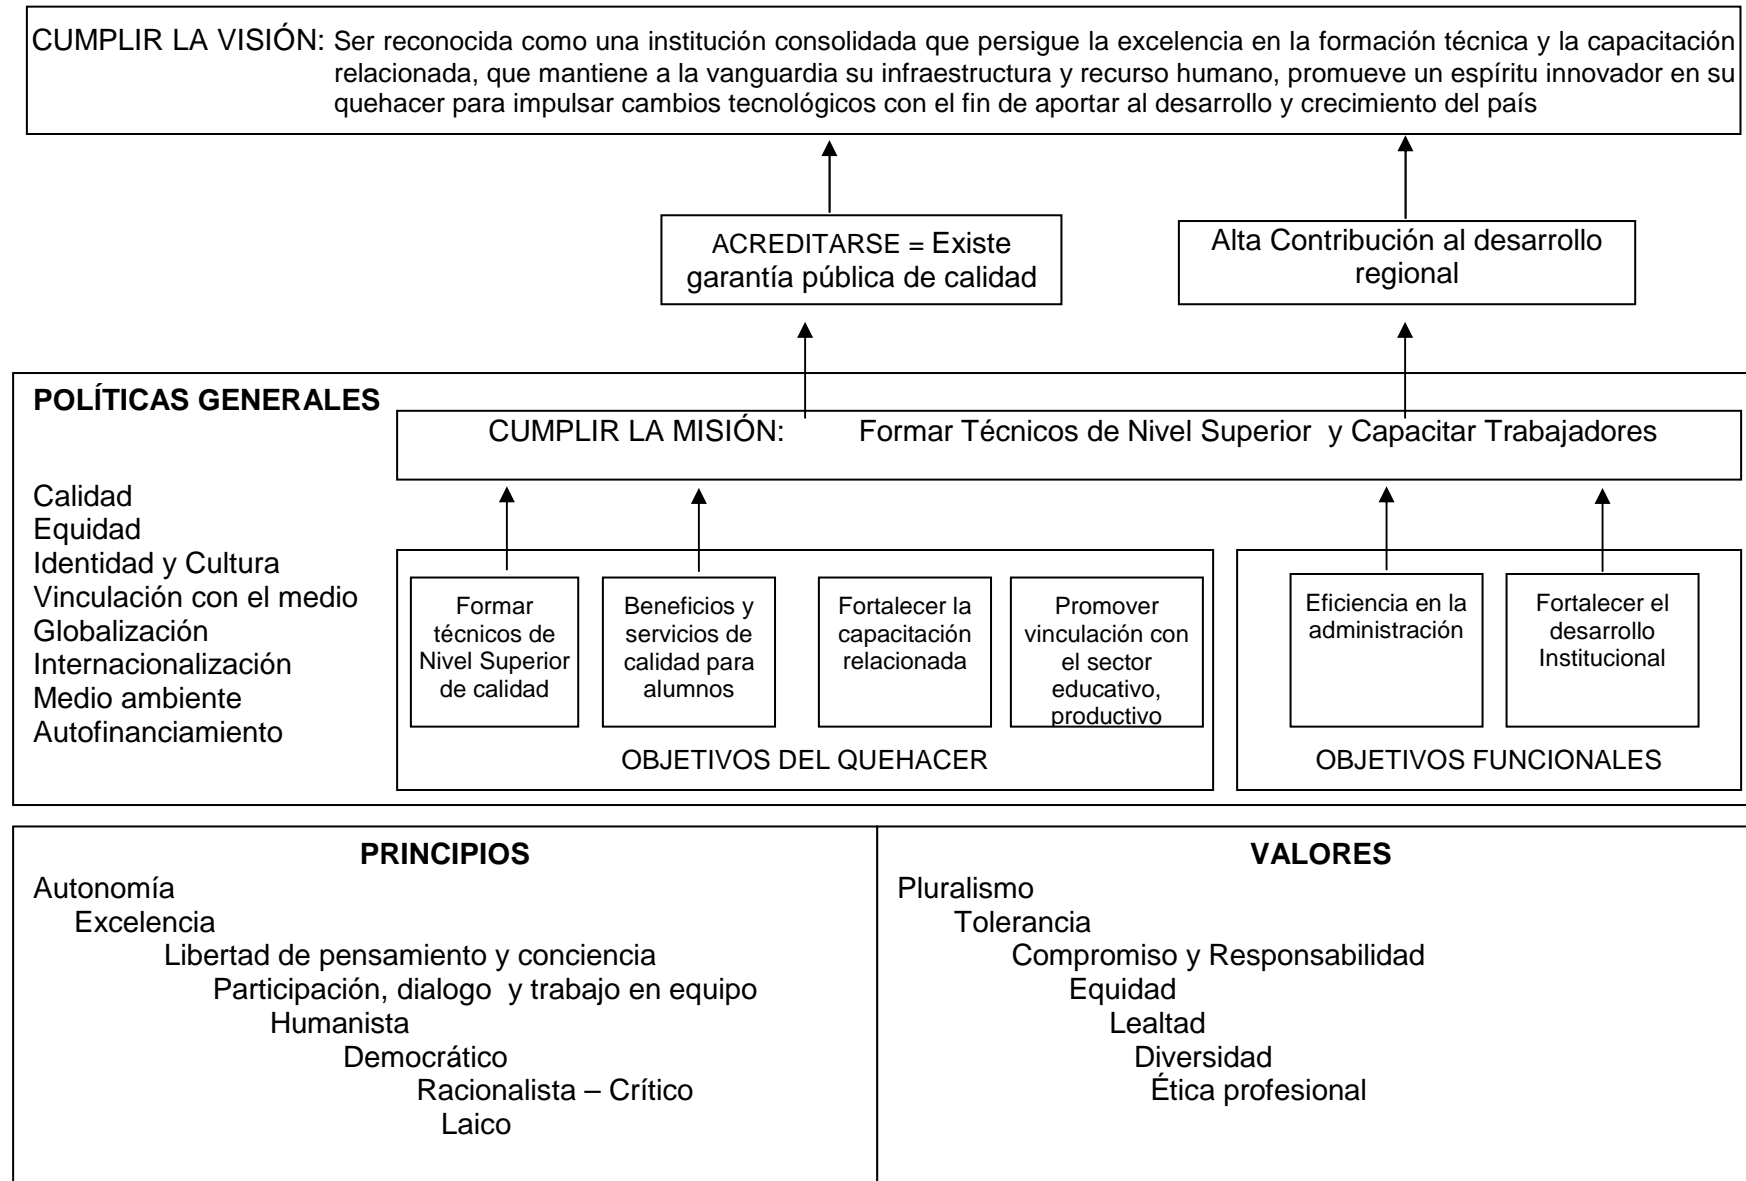 CUMPLIR LA VISIÓN: Ser reconocida como una institución consolidada que persigue la excelencia en la formación técnica y la capacitación
relacionada, que mantiene a la vanguardia su infraestructura y recurso humano, promueve un espíritu innovador en su
quehacer para impulsar cambios tecnológicos con el fin de aportar al desarrollo y crecimiento del país
ACREDITARSE = Existe
garantía pública de calidad
Alta Contribución al desarrollo
regional
POLÍTICAS GENERALES
CUMPLIR LA MISIÓN: Formar Técnicos de Nivel Superior y Capacitar Trabajadores
Calidad
Equidad
Identidad y Cultura
Vinculación con el medio
Globalización
Internacionalización
Medio ambiente
Autofinanciamiento
Formar
técnicos de
Nivel Superior
de calidad
Beneficios y
servicios de
calidad para
alumnos
Fortalecer la
capacitación
relacionada
Promover
vinculación con
el sector
educativo,
productivo
OBJETIVOS DEL QUEHACER
Eficiencia en la
administración
Fortalecer el
desarrollo
Institucional
OBJETIVOS FUNCIONALES
PRINCIPIOS
Autonomía
Excelencia
Libertad de pensamiento y conciencia
Participación, dialogo y trabajo en equipo
Humanista
Democrático
Racionalista – Crítico
Laico
VALORES
Pluralismo
Tolerancia
Compromiso y Responsabilidad
Equidad
Lealtad
Diversidad
Ética profesional